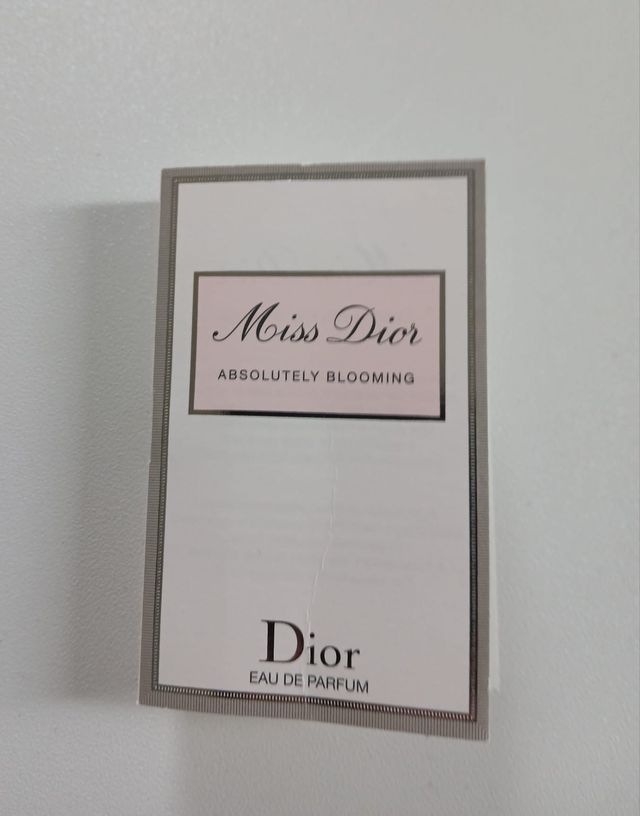 Miss Dior
ABSOLUTELY BLOOMING
Dior
EAU DE PARFUM